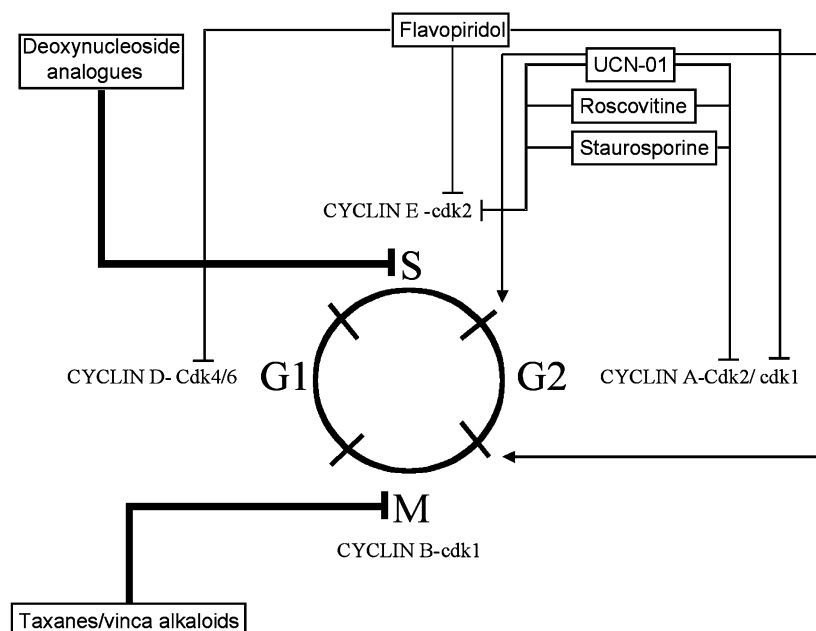 Flavopiridol
Deoxynucleoside
analogues
UCN-01
Roscovitine
Staurosporine
CYCLIN E -cdk2
S
CYCLIN D- Cdk4/6
G1
G2
CYCLIN A-Cdk2/ cdk1
M
CYCLIN B-cdk1
Taxanes/vinca alkaloids